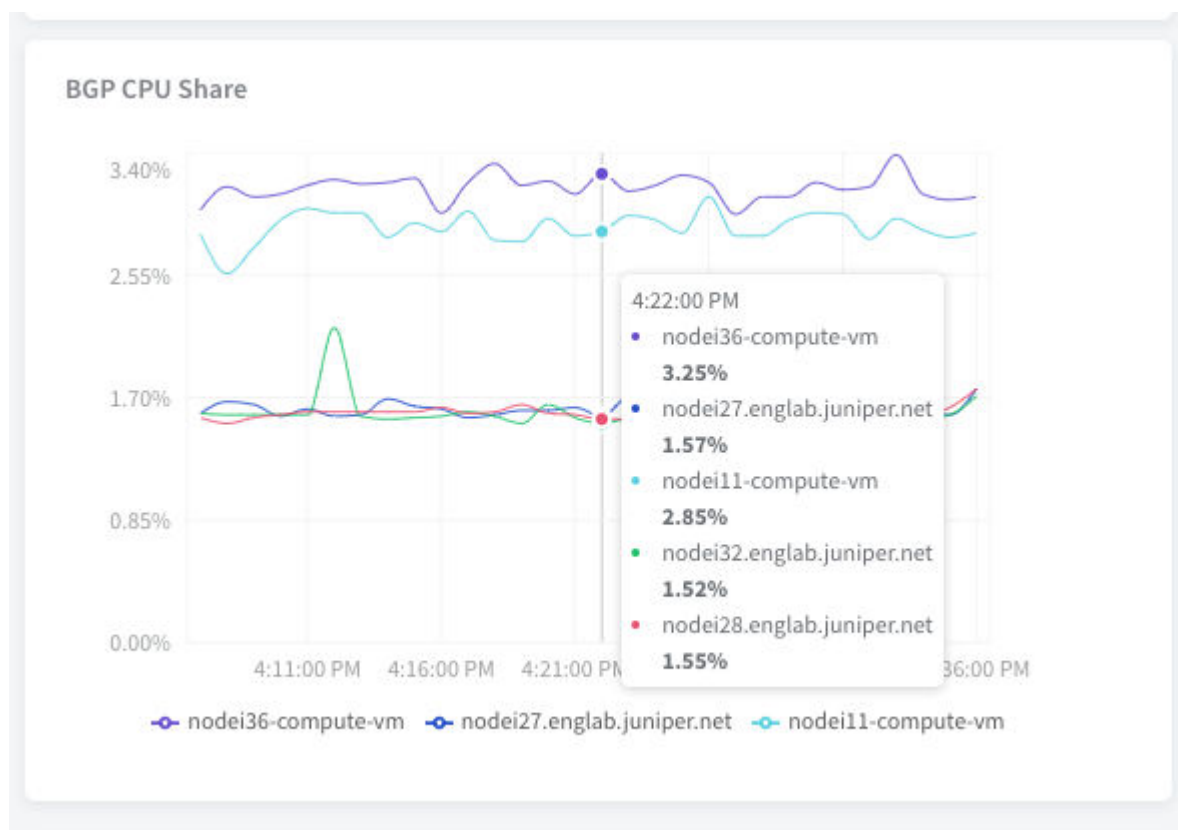 BGP CPU Share
3.40%
2.55%
1.70%
0.85%
0.00%
4:22:00 PM
nodei36-compute-vm
3.25%
nodei27.englab.juniper.net
1.57%
nodei11-compute-vm
2.85%
nodei32.englab.juniper.net
1.52%
nodei28.englab.juniper.net
1.55%
4:11:00 PM 4:16:00 PM 4:21:00 PM 36:00 PM
nodei36-compute-vm nodei27.englab.juniper.net nodei11-compute-vm